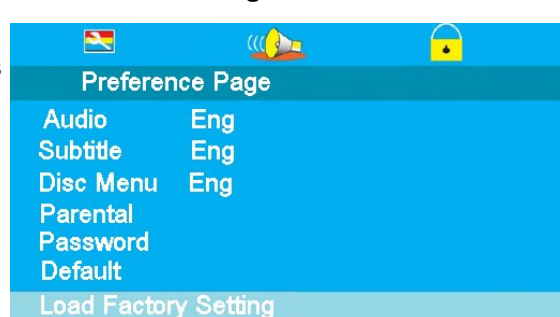 Preference Page
Audio Eng
Subtitle Eng
Disc Menu Eng
Parental
Password
Default
Load Factory Setting